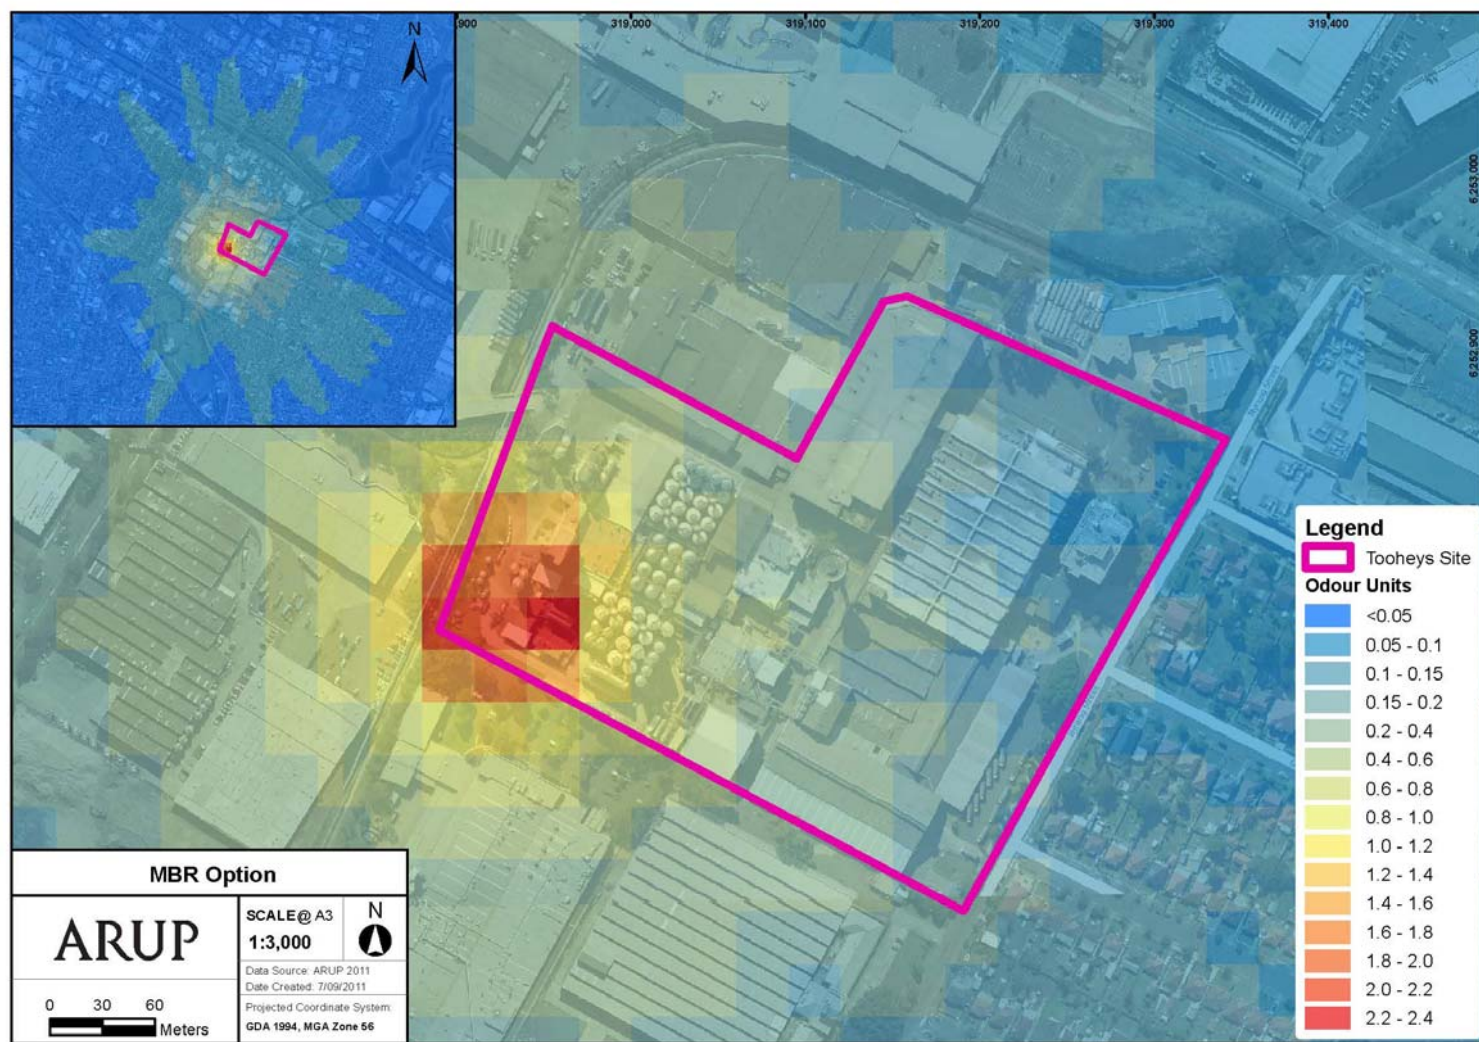 N
,900
319,000
319,100
319,200
319,300
319,400
6,253,000
6,252,900
Legend
Tooheys Site
Odour Units
<0.05
0.05 - 0.1
0.1 - 0.15
0.15 - 0.2
0.2 - 0.4
0.4 - 0.6
0.6 - 0.8
0.8 - 1.0
1.0 - 1.2
1.2 - 1.4
1.4 - 1.6
1.6 - 1.8
1.8 - 2.0
2.0 - 2.2
2.2 - 2.4
MBR Option
ARUP
0 30 60
Meters
SCALE@ A3
1:3,000
N
Data Source: ARUP 2011
Date Created: 7/09/2011
Projected Coordinate System:
GDA 1994, MGA Zone 56